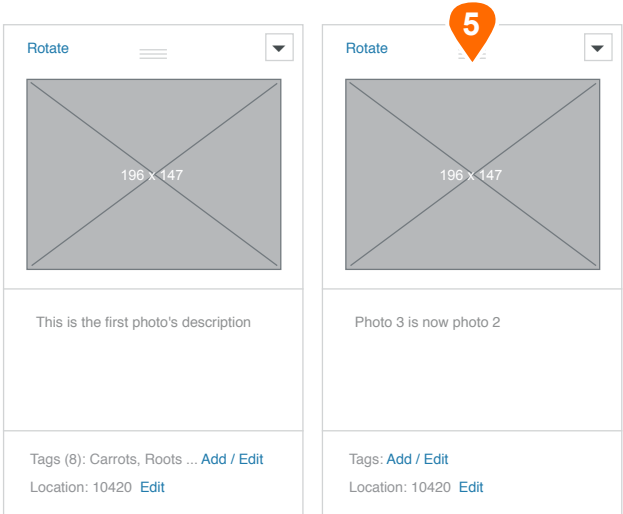 5
Rotate
196 x 147
This is the first photo's description
Tags (8): Carrots, Roots ... Add / Edit
Location: 10420 Edit
Rotate
196 x 147
Photo 3 is now photo 2
Tags: Add / Edit
Location: 10420 Edit